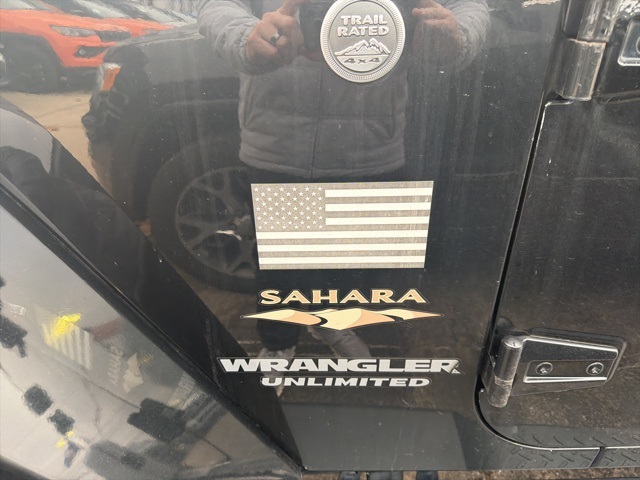 TRAIL
RATED
4x4
SAHARA
WRANGLER
UNLIMITED